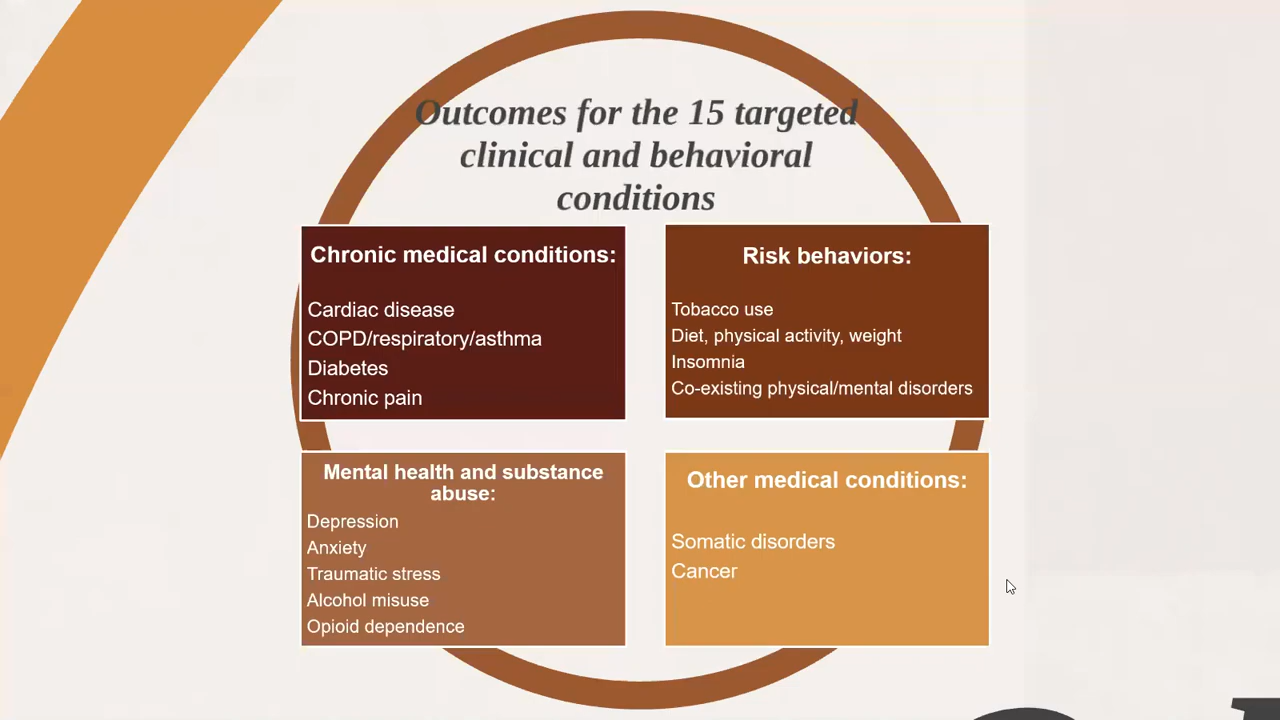 Outcomes for the 15 targeted
clinical and behavioral
conditions
Chronic medical conditions:
Cardiac disease
COPD/respiratory/asthma
Diabetes
Chronic pain
Risk behaviors:
Tobacco use
Diet, physical activity, weight
Insomnia
Co-existing physical/mental disorders
Mental health and substance
abuse:
Depression
Anxiety
Traumatic stress
Alcohol misuse
Opioid dependence
Other medical conditions:
Somatic disorders
Cancer